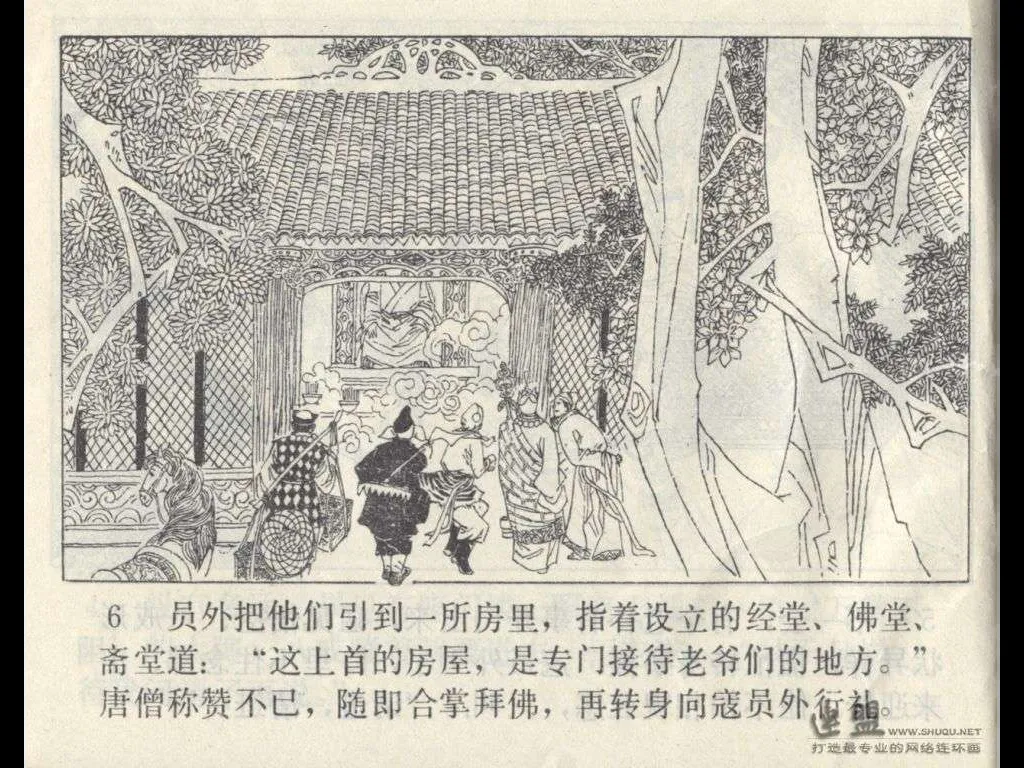 6 员外把他们引到一所房里，指着设立的经堂、佛堂、
斋堂道：“这上首的房屋，是专门接待老爷们的地方。”
唐僧称赞不已，随即合掌拜佛，再转身向寇员外行礼。
连盟 WWW.SHUQU.NET
打造最专业的网络连环画